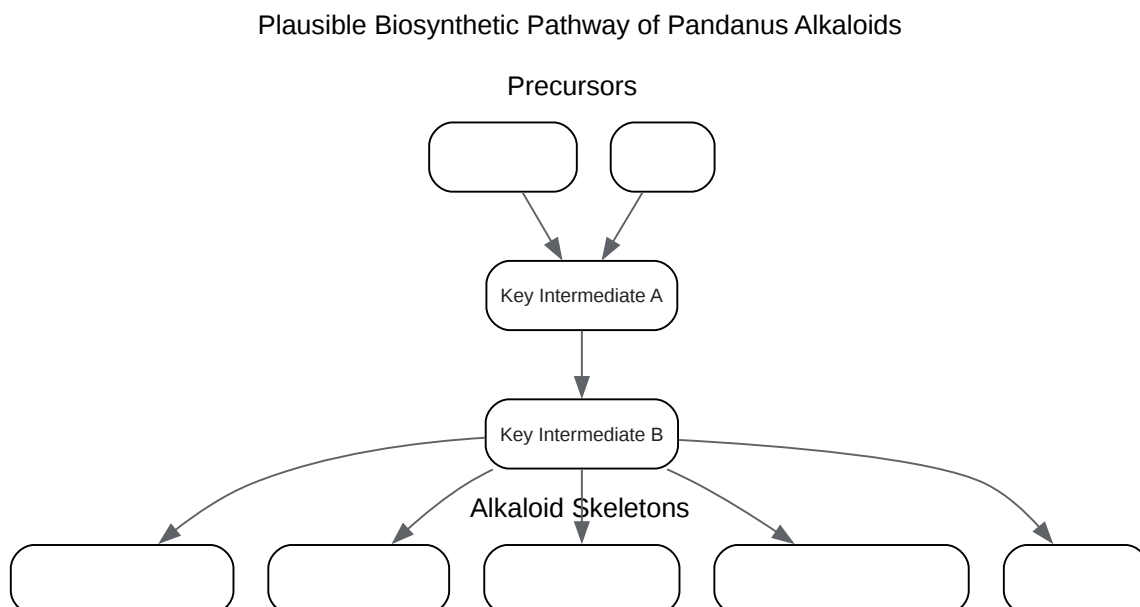 Plausible Biosynthetic Pathway of Pandanus Alkaloids
Precursors
Key Intermediate A
Key Intermediate B
Alkaloid Skeletons